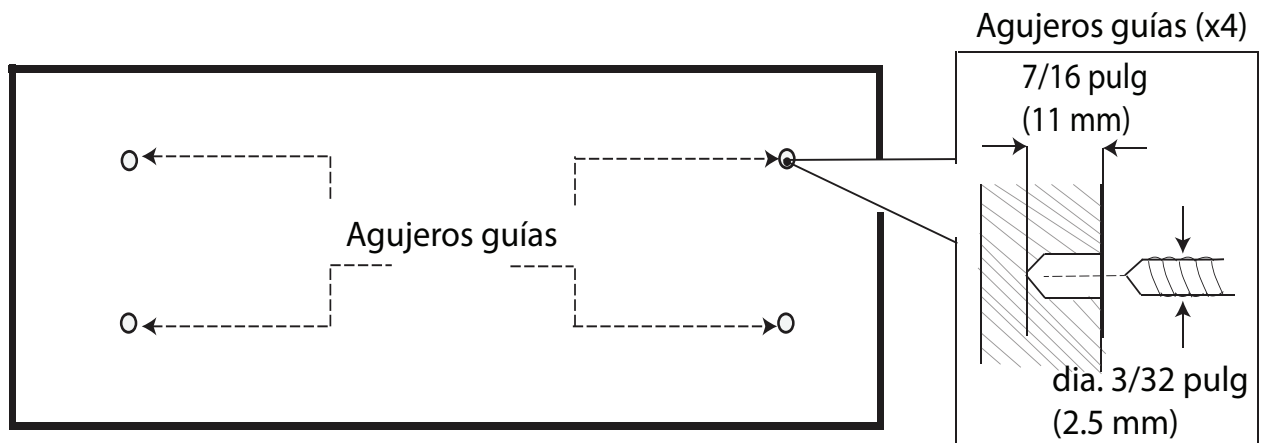 Agujeros guías (x4)
7/16 pulg
(11 mm)
Agujeros guías
dia. 3/32 pulg
(2.5 mm)